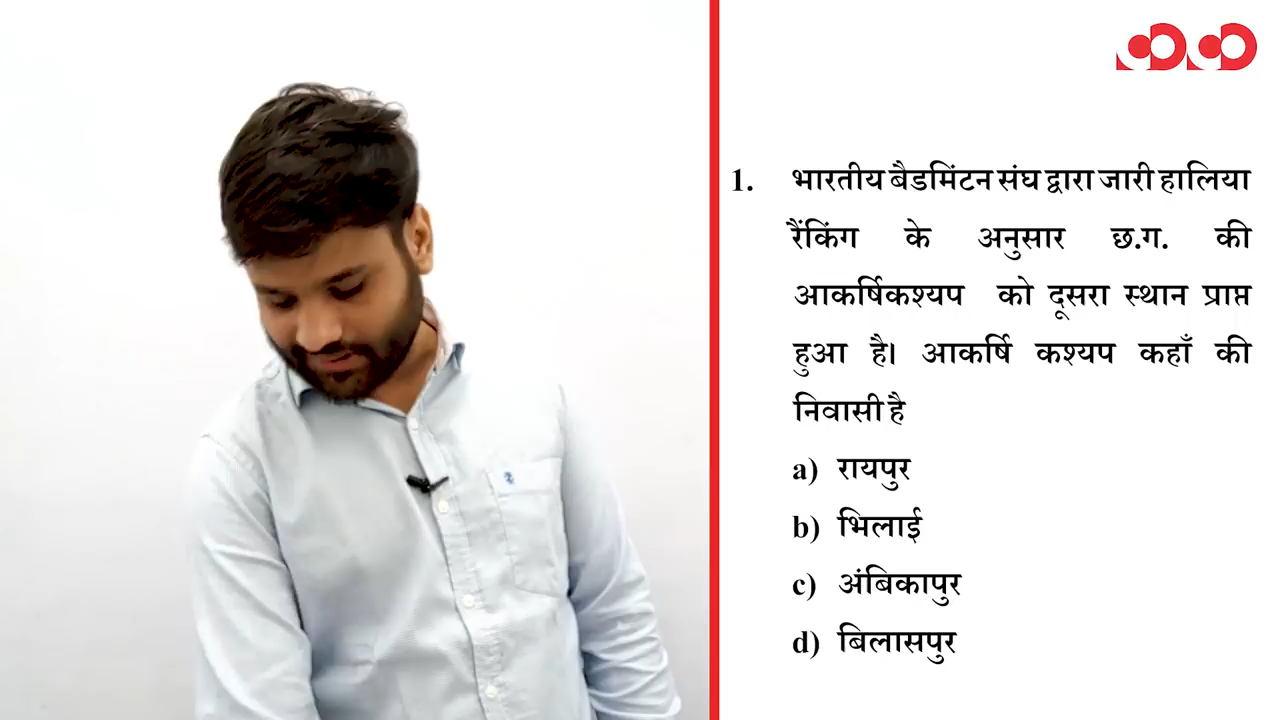 1. भारतीय बैडमिंटन संघ द्वारा जारी हालिया
रैंकिंग के अनुसार छ.ग. की
आकर्षिकश्यप को दूसरा स्थान प्राप्त
हुआ है। आकर्षि कश्यप कहाँ की
निवासी है
a) रायपुर
b) भिलाई
c) अंबिकापुर
d) बिलासपुर